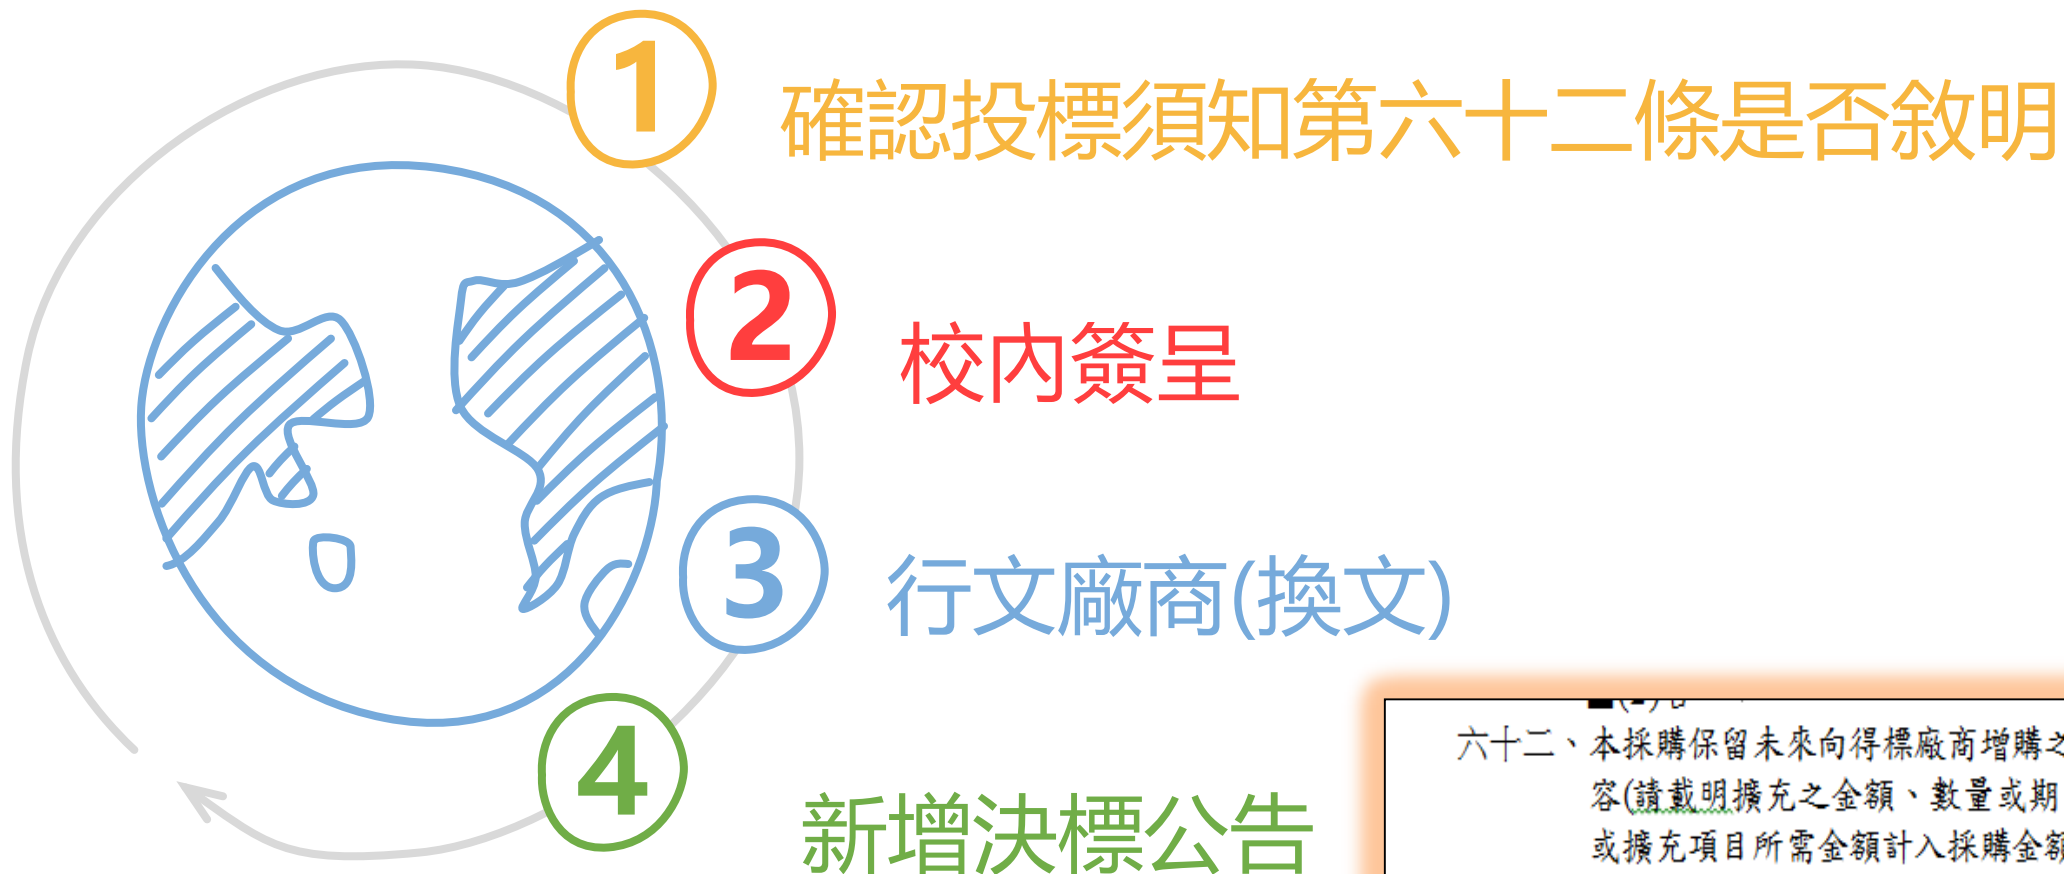 1
確認投標須知第六十二條是否敘明
2
校內簽呈
3
行文廠商(換文)
4
新增決標公告
六十二、本採購保留未來向得標廠商增購之
容(請載明擴充之金額、數量或期
或擴充項目所需金額計入採購金額